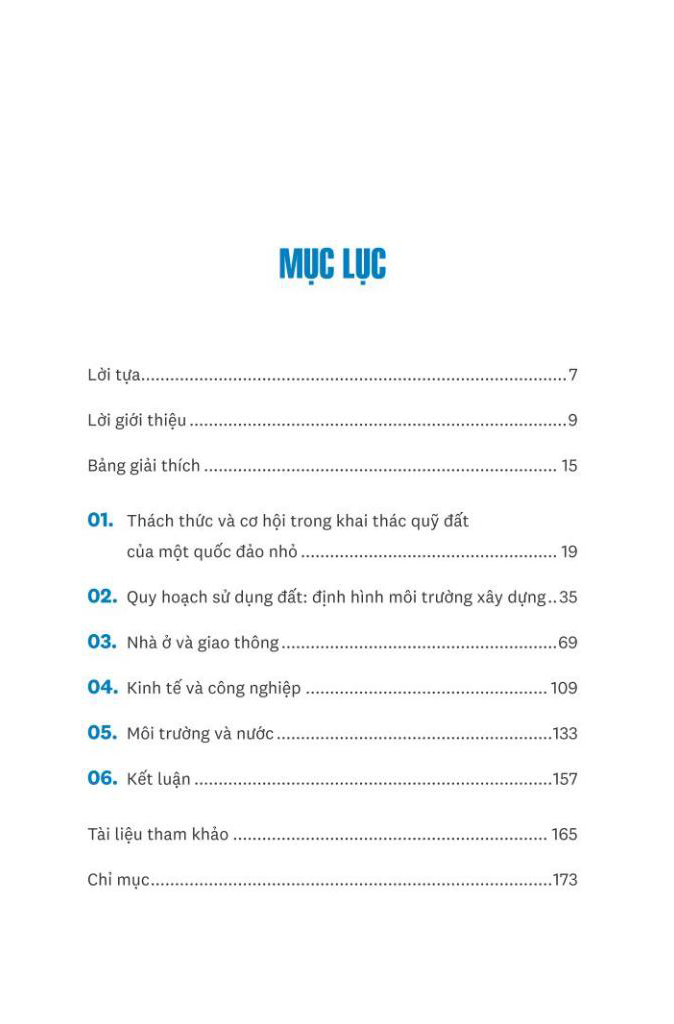 MỤC LỤC
Lời tựa.........................................................................................7
Lời giới thiệu...............................................................................9
Bảng giải thích.......................................................................... 15
01. Thách thức và cơ hội trong khai thác quỹ đất
của một quốc đảo nhỏ..................................................... 19
02. Quy hoạch sử dụng đất: định hình môi trường xây dựng..35
03. Nhà ở và giao thông..........................................................69
04. Kinh tế và công nghiệp .................................................. 109
05. Môi trường và nước..........................................................133
06. Kết luận ...........................................................................157
Tài liệu tham khảo .................................................................. 165
Chỉ mục....................................................................................173